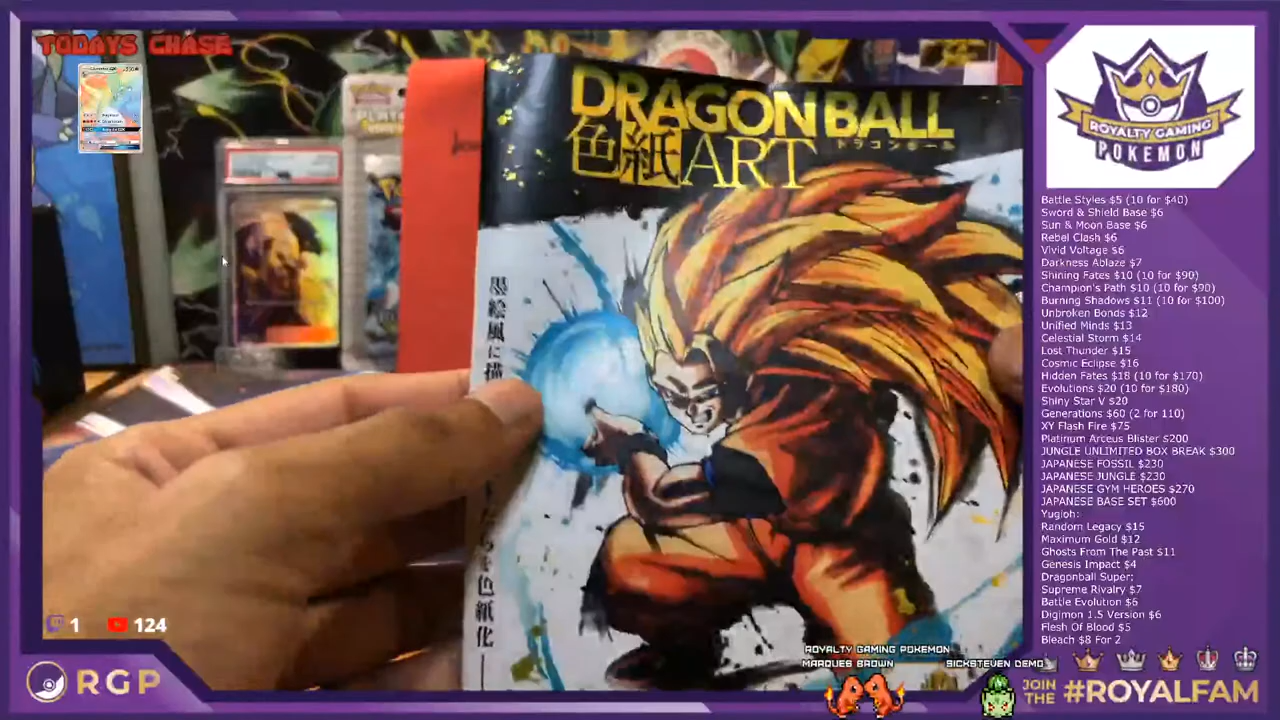 TODAYS CHASE
DRAGON BALL
色紙ART
ドラゴンボール
墨絵風に描
色紙化
ROYALTY GAMING
POKEMON
Battle Styles $5 (10 for $40)
Sword & Shield Base $6
Sun & Moon Base $6
Rebel Clash $6
Vivid Voltage $6
Darkness Ablaze $7
Shining Fates $10 (10 for $90)
Champion's Path $10 (10 for $90)
Burning Shadows $11 (10 for $100)
Unbroken Bonds $12
Unified Minds $13
Celestial Storm $14
Lost Thunder $15
Cosmic Eclipse $16
Hidden Fates $18 (10 for $170)
Evolutions $20 (10 for $180)
Shiny Star V $20
Generations $60 (2 for 110)
XY Flash Fire $75
Platinum Arceus Blister $200
JUNGLE UNLIMITED BOX BREAK $300
JAPANESE FOSSIL $230
JAPANESE JUNGLE $230
JAPANESE GYM HEROES $270
JAPANESE BASE SET $600
Yugioh:
Random Legacy $15
Maximum Gold $12
Ghosts From The Past $11
Genesis Impact $4
Dragonball Super:
Supreme Rivalry $7
Battle Evolution $6
Digimon 1.5 Version $6
Flesh Of Blood $5
Bleach $8 For 2
1 124
ROYALTY GAMING POKEMON
MARQUES BROWN
SICKSTEVEN DEMO
RGP
JOIN
THE
#ROYALFAM